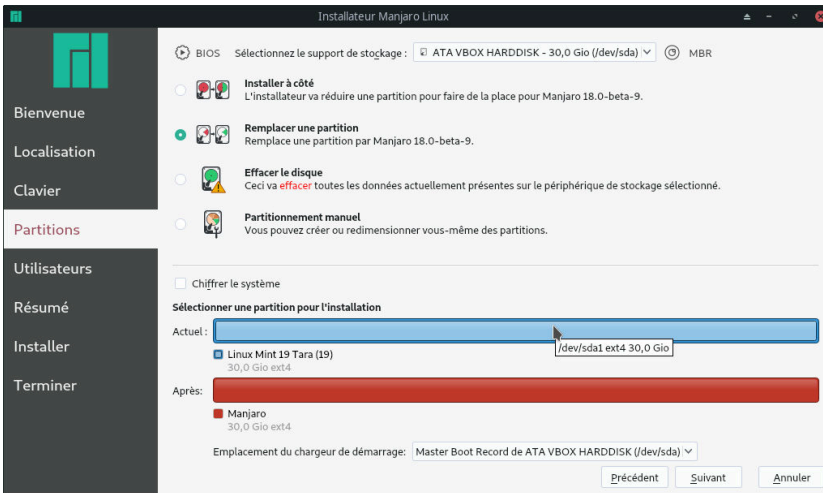 Installateur Manjaro Linux
BIOS Sélectionnez le support de stockage : ATA VBOX HARDDISK - 30,0 Gio (/dev/sda) MBR
Installer à côté
L'installateur va réduire une partition pour faire de la place pour Manjaro 18.0-beta-9.
Remplacer une partition
Remplace une partition par Manjaro 18.0-beta-9.
Effacer le disque
Ceci va effacer toutes les données actuellement présentes sur le périphérique de stockage sélectionné.
Partitionnement manuel
Vous pouvez créer ou redimensionner vous-même des partitions.
Bienvenue
Localisation
Clavier
Partitions
Utilisateurs
Résumé
Installer
Terminer
Chiffrer le système
Sélectionner une partition pour l'installation
Actuel :
/dev/sda1 ext4 30,0 Gio
Linux Mint 19 Tara (19)
30,0 Gio ext4
Après:
Manjaro
30,0 Gio ext4
Emplacement du chargeur de démarrage: Master Boot Record de ATA VBOX HARDDISK (/dev/sda)
Précédent Suivant Annuler